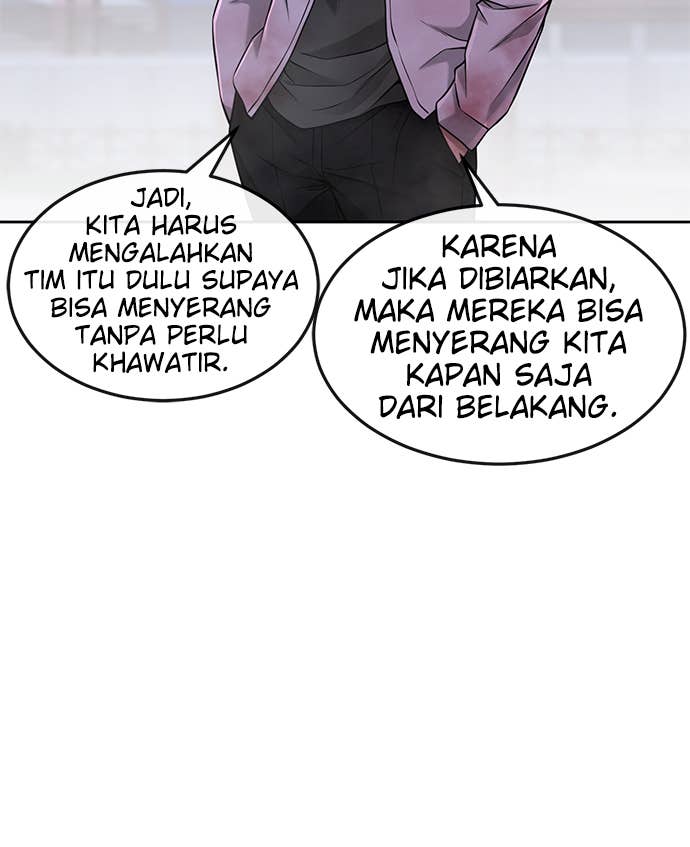 JADI,
KITA HARUS
MENGALAHKAN
TIM ITU DULU SUPAYA
BISA MENYERANG
TANPA PERLU
KHAWATIR.
KARENA
JIKA DIBIARKAN,
MAKA MEREKA BISA
MENYERANG KITA
KAPAN SAJA
DARI BELAKANG.